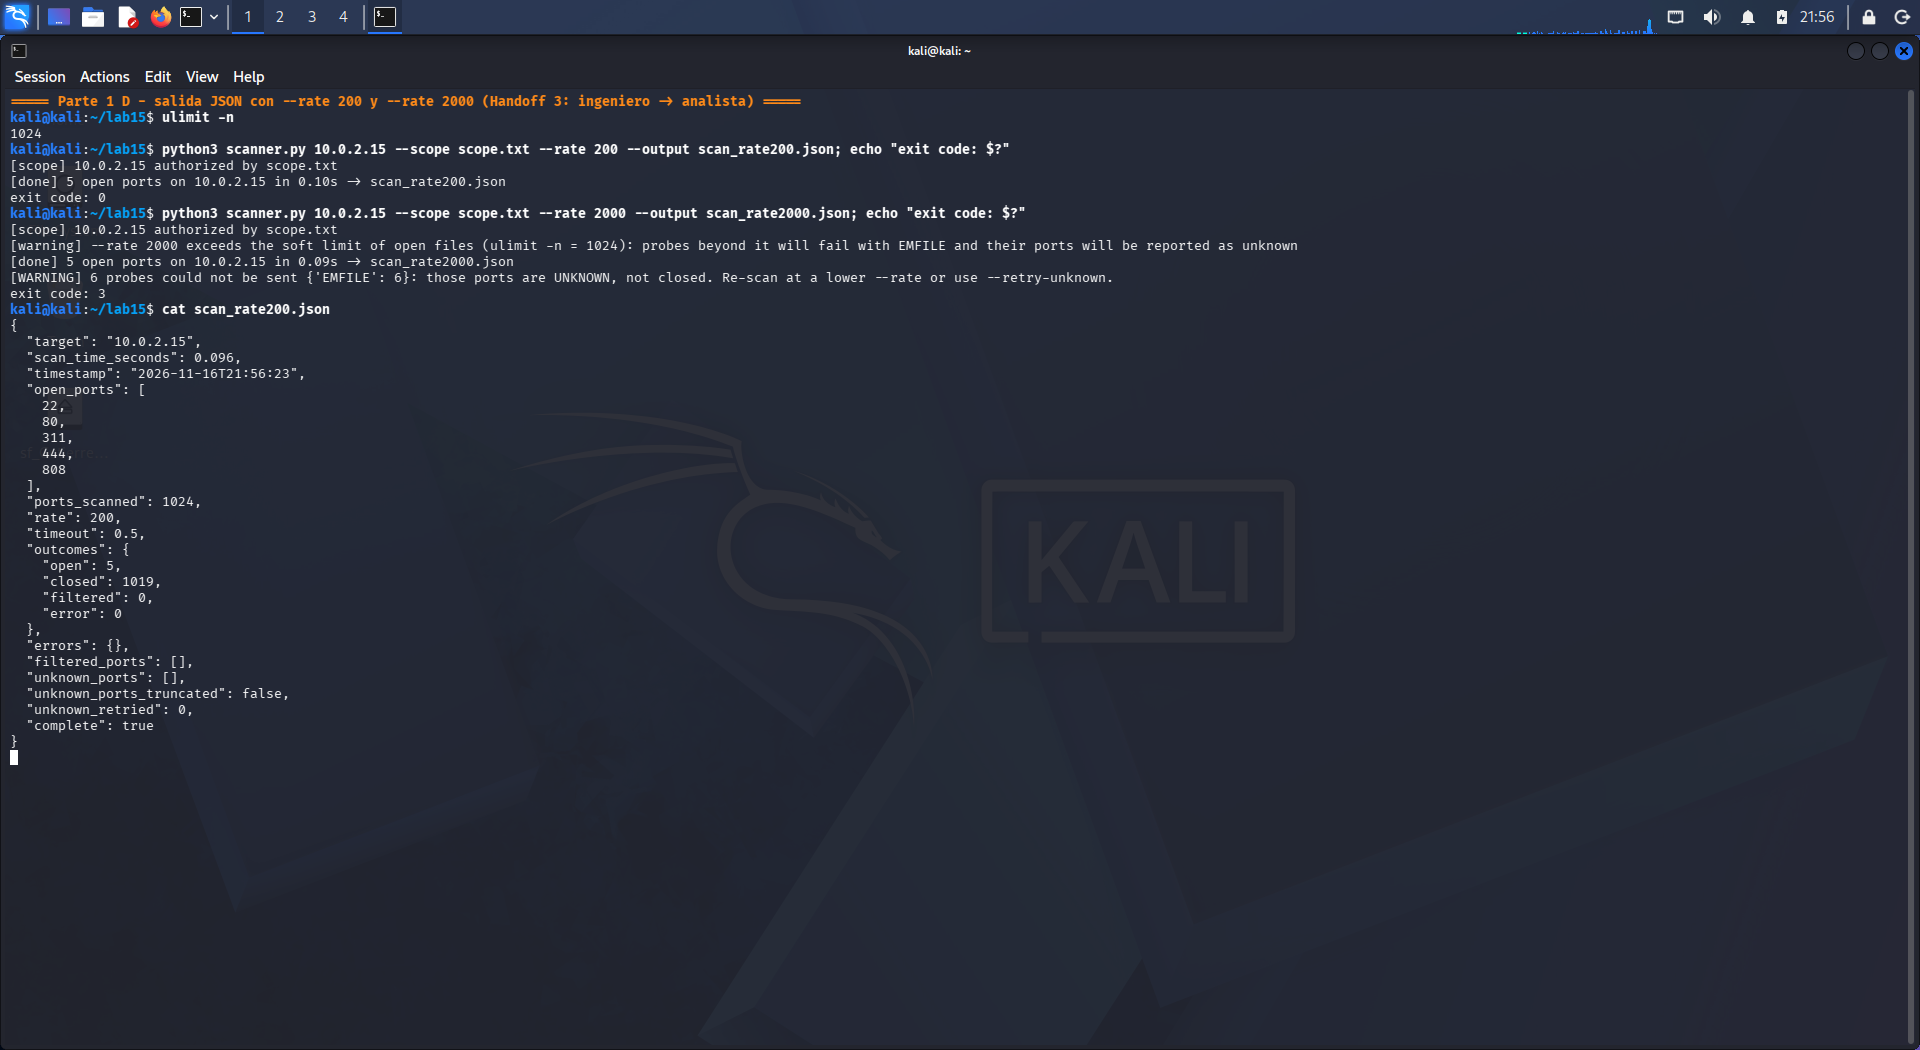 1 2 3 4
21:56
kali@kali: ~
Session Actions Edit View Help
═════ Parte 1 D - salida JSON con --rate 200 y --rate 2000 (Handoff 3: ingeniero → analista) ═════
kali@kali:~/lab15$ ulimit -n
1024
kali@kali:~/lab15$ python3 scanner.py 10.0.2.15 --scope scope.txt --rate 200 --output scan_rate200.json; echo "exit code: $?"
[scope] 10.0.2.15 authorized by scope.txt
[done] 5 open ports on 10.0.2.15 in 0.10s → scan_rate200.json
exit code: 0
kali@kali:~/lab15$ python3 scanner.py 10.0.2.15 --scope scope.txt --rate 2000 --output scan_rate2000.json; echo "exit code: $?"
[scope] 10.0.2.15 authorized by scope.txt
[warning] --rate 2000 exceeds the soft limit of open files (ulimit -n = 1024): probes beyond it will fail with EMFILE and their ports will be reported as unknown
[done] 5 open ports on 10.0.2.15 in 0.09s → scan_rate2000.json
[WARNING] 6 probes could not be sent {'EMFILE': 6}: those ports are UNKNOWN, not closed. Re-scan at a lower --rate or use --retry-unknown.
exit code: 3
kali@kali:~/lab15$ cat scan_rate200.json
{
  "target": "10.0.2.15",
  "scan_time_seconds": 0.096,
  "timestamp": "2026-11-16T21:56:23",
  "open_ports": [
    22,
    80,
    311,
    444,
    808
  ],
  "ports_scanned": 1024,
  "rate": 200,
  "timeout": 0.5,
  "outcomes": {
    "open": 5,
    "closed": 1019,
    "filtered": 0,
    "error": 0
  },
  "errors": {},
  "filtered_ports": [],
  "unknown_ports": [],
  "unknown_ports_truncated": false,
  "unknown_retried": 0,
  "complete": true
}
KALI